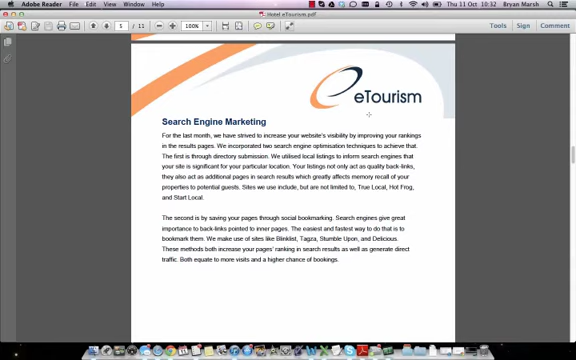 Adobe Reader File Edit View Window Help
Thu 11 Oct 10:32 Bryan Marsh
Hotel eTourism.pdf
1 / 11 100% Tools Sign Comment
eTourism
Search Engine Marketing
For the last month, we have strived to increase your website's visibility by improving your rankings
in the results pages. We incorporated two search engine optimisation techniques to achieve that.
The first is through directory submission. We utilised local listings to inform search engines that
your site is significant for your particular location. Your listings not only act as quality back-links,
they also act as additional pages in search results which greatly affects memory recall of your
properties to potential guests. Sites we use include, but are not limited to, True Local, Hot Frog,
and Start Local.
The second is by saving your pages through social bookmarking. Search engines give great
importance to back-links pointed to inner pages. The easiest and fastest way to do that is to
bookmark them. We make use of sites like Blinklist, Tagza, Stumble Upon, and Delicious.
These methods both increase your pages' ranking in search results as well as generate direct
traffic. Both equate to more visits and a higher chance of bookings.